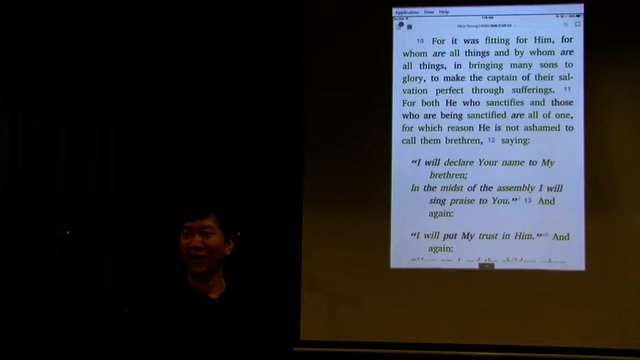 Application View Help
10 For it was fitting for Him, for
whom are all things and by whom are
all things, in bringing many sons to
glory, to make the captain of their sal-
vation perfect through sufferings. 11
For both He who sanctifies and those
who are being sanctified are all of one,
for which reason He is not ashamed to
call them brethren, 12 saying:
"I will declare Your name to My
brethren;
In the midst of the assembly I will
sing praise to You." 13 And
again:
"I will put My trust in Him." And
again: